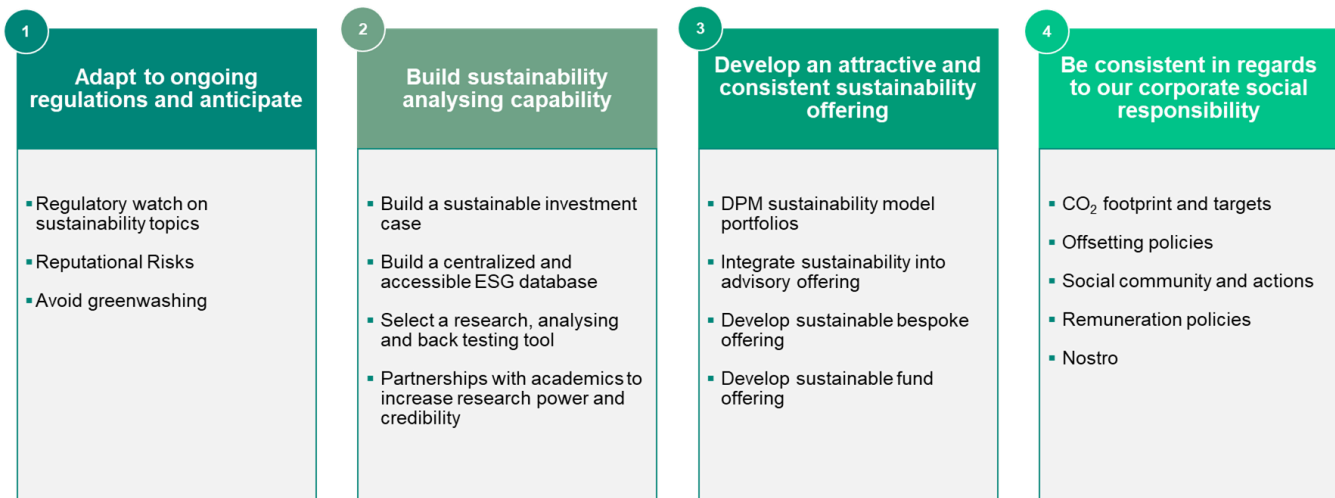 1
Adapt to ongoing
regulations and anticipate
▪ Regulatory watch on
sustainability topics
▪ Reputational Risks
▪ Avoid greenwashing
2
Build sustainability
analysing capability
▪ Build a sustainable investment
case
▪ Build a centralized and
accessible ESG database
▪ Select a research, analysing
and back testing tool
▪ Partnerships with academics to
increase research power and
credibility
3
Develop an attractive and
consistent sustainability
offering
▪ DPM sustainability model
portfolios
▪ Integrate sustainability into
advisory offering
▪ Develop sustainable bespoke
offering
▪ Develop sustainable fund
offering
4
Be consistent in regards
to our corporate social
responsibility
▪ CO₂ footprint and targets
▪ Offsetting policies
▪ Social community and actions
▪ Remuneration policies
▪ Nostro